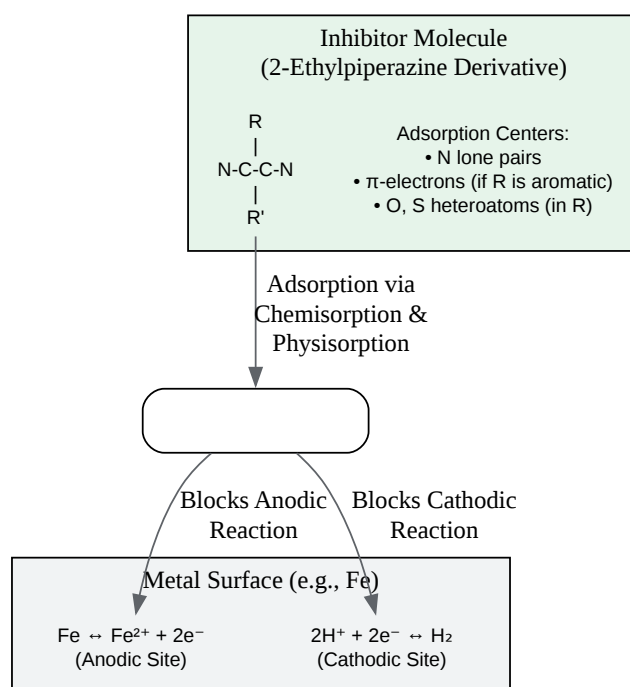 Inhibitor Molecule
(2-Ethylpiperazine Derivative)
R
|
N-C-C-N
|
R'
Adsorption Centers:
• N lone pairs
• π-electrons (if R is aromatic)
• O, S heteroatoms (in R)
Adsorption via
Chemisorption &
Physisorption
Blocks Anodic
Reaction
Blocks Cathodic
Reaction
Metal Surface (e.g., Fe)
Fe ↔ Fe²⁺ + 2e⁻
(Anodic Site)
2H⁺ + 2e⁻ ↔ H₂
(Cathodic Site)